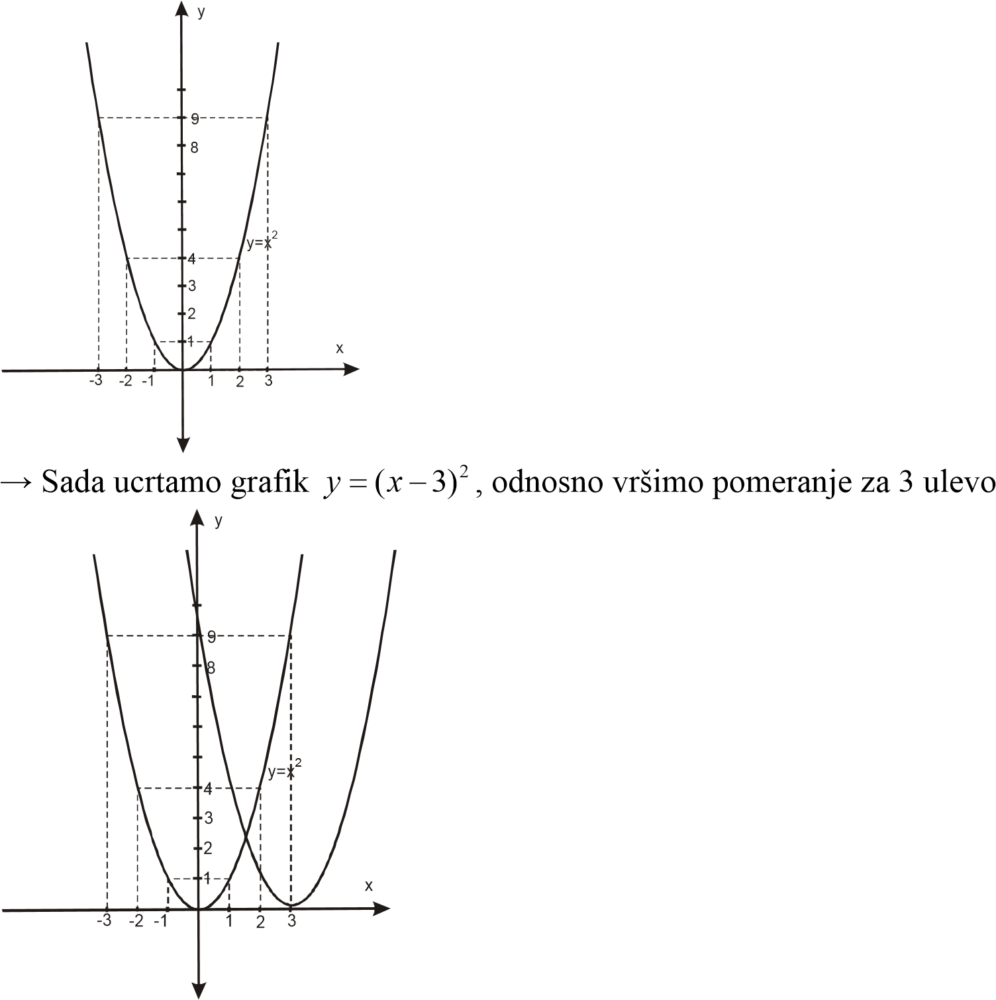 y
9
8
y=x²
4
3
2
1
x
-3 -2 -1 1 2 3
→ Sada ucrtamo grafik y = (x − 3)², odnosno vršimo pomeranje za 3 ulevo
y
9
8
y=x²
4
3
2
1
x
-3 -2 -1 1 2 3